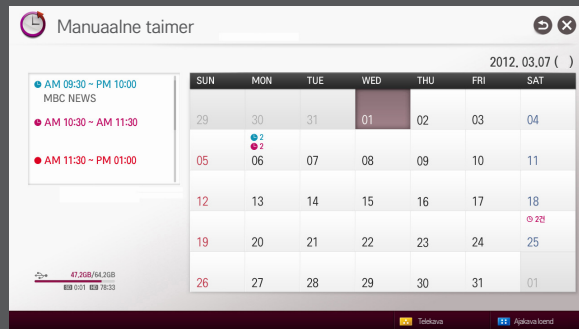 Manuaalne taimer
2012. 03.07 ( )
AM 09:30 ~ PM 10:00
MBC NEWS
AM 10:30 ~ AM 11:30
AM 11:30 ~ PM 01:00
SUN MON TUE WED THU FRI SAT
29 30 31 01 02 03 04
2
2
05 06 07 08 09 10 11
12 13 14 15 16 17 18
2건
19 20 21 22 23 24 25
26 27 28 29 30 31 01
47,2GB/64,2GB
SD 0:01 HD 78:33
Telekava Ajakava loend